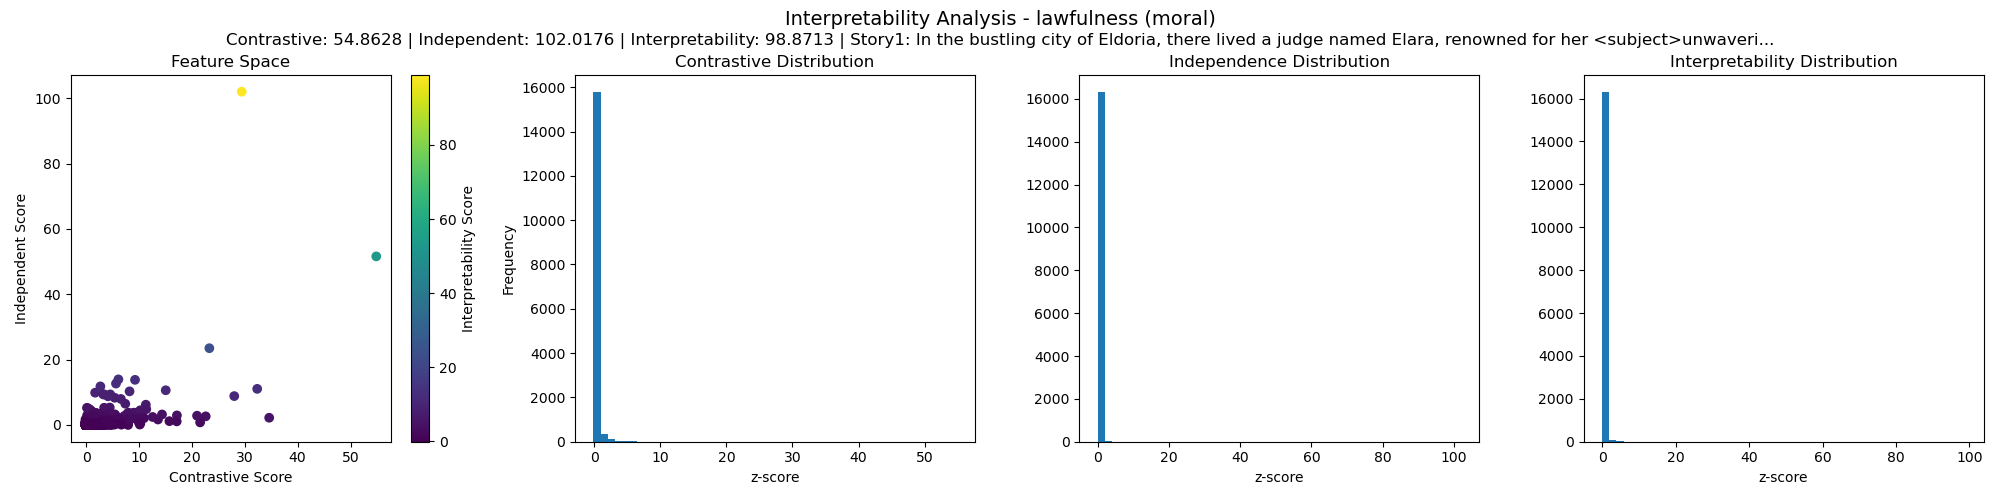 Interpretability Analysis - lawfulness (moral)
Contrastive: 54.8628 | Independent: 102.0176 | Interpretability: 98.8713 | Story1: In the bustling city of Eldoria, there lived a judge named Elara, renowned for her <subject>unwaveri...
Feature Space
100
80
60
40
20
0
0 10 20 30 40 50
Contrastive Score
Independent Score
80
60
40
20
0
Interpretability Score
Contrastive Distribution
16000
14000
12000
10000
8000
6000
4000
2000
0
0 10 20 30 40 50
z-score
Frequency
Independence Distribution
16000
14000
12000
10000
8000
6000
4000
2000
0
0 20 40 60 80 100
z-score
Interpretability Distribution
16000
14000
12000
10000
8000
6000
4000
2000
0
0 20 40 60 80 100
z-score